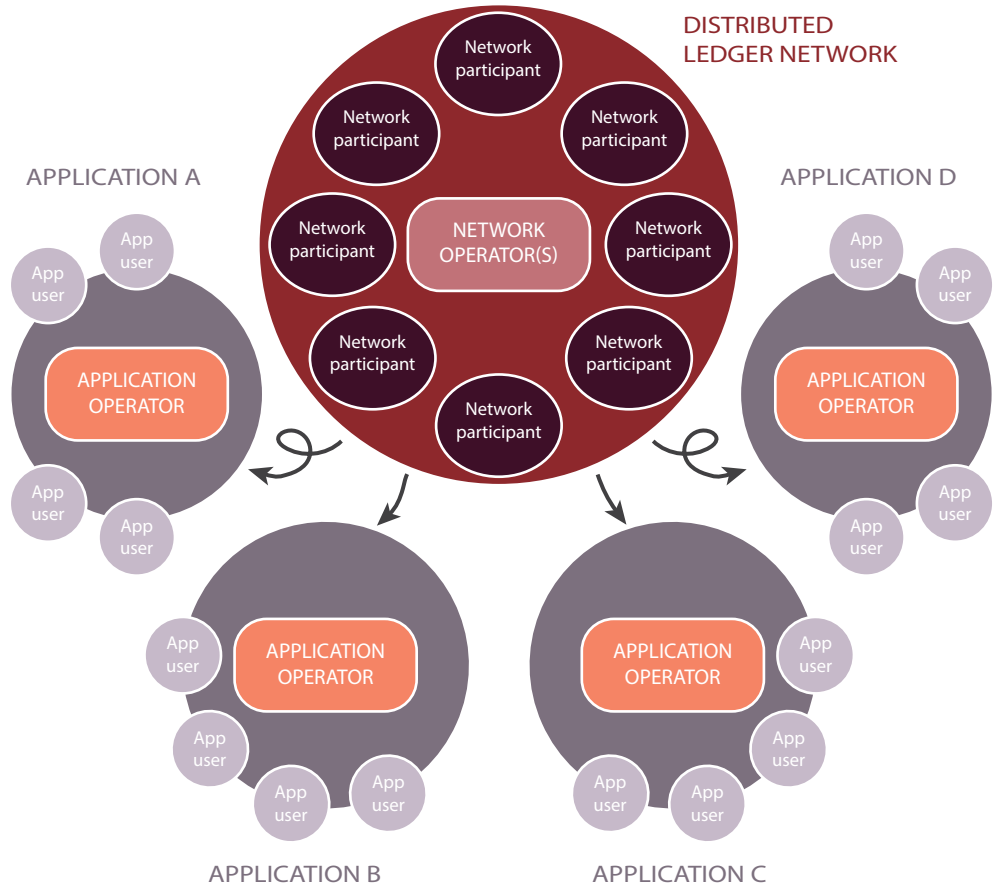 DISTRIBUTED
LEDGER NETWORK
Network
participant
Network
participant
Network
participant
Network
participant
NETWORK
OPERATOR(S)
Network
participant
Network
participant
Network
participant
Network
participant
APPLICATION A
App
user
App
user
APPLICATION
OPERATOR
App
user
App
user
APPLICATION D
App
user
App
user
APPLICATION
OPERATOR
App
user
App
user
App
user
APPLICATION
OPERATOR
App
user
App
user
App
user
APPLICATION B
APPLICATION
OPERATOR
App
user
App
user
App
user
App
user
APPLICATION C